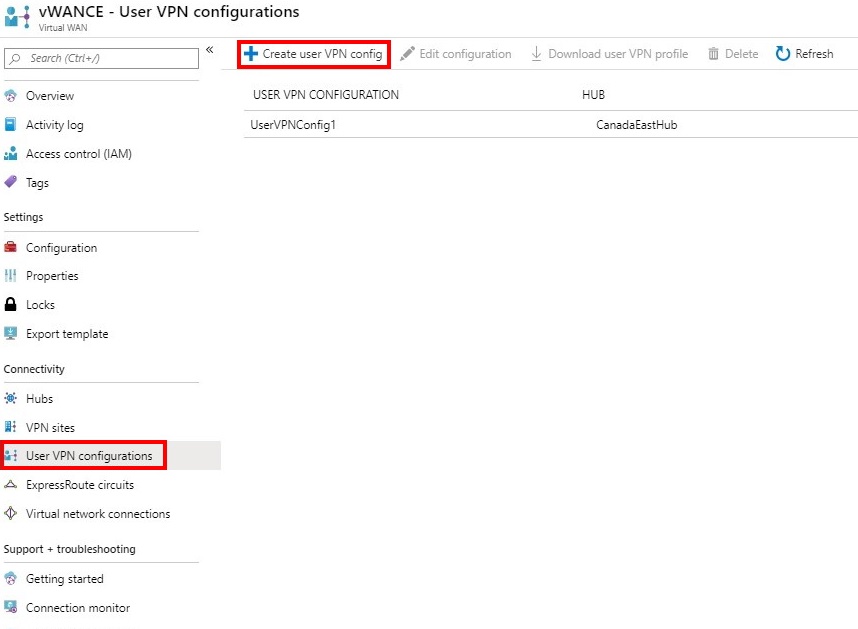 vWANCE - User VPN configurations
Virtual WAN
Search (Ctrl+/)
«
Create user VPN config
Edit configuration
Download user VPN profile
Delete
Refresh
Overview
Activity log
Access control (IAM)
Tags
Settings
Configuration
Properties
Locks
Export template
Connectivity
Hubs
VPN sites
User VPN configurations
ExpressRoute circuits
Virtual network connections
Support + troubleshooting
Getting started
Connection monitor
USER VPN CONFIGURATION HUB
UserVPNConfig1 CanadaEastHub